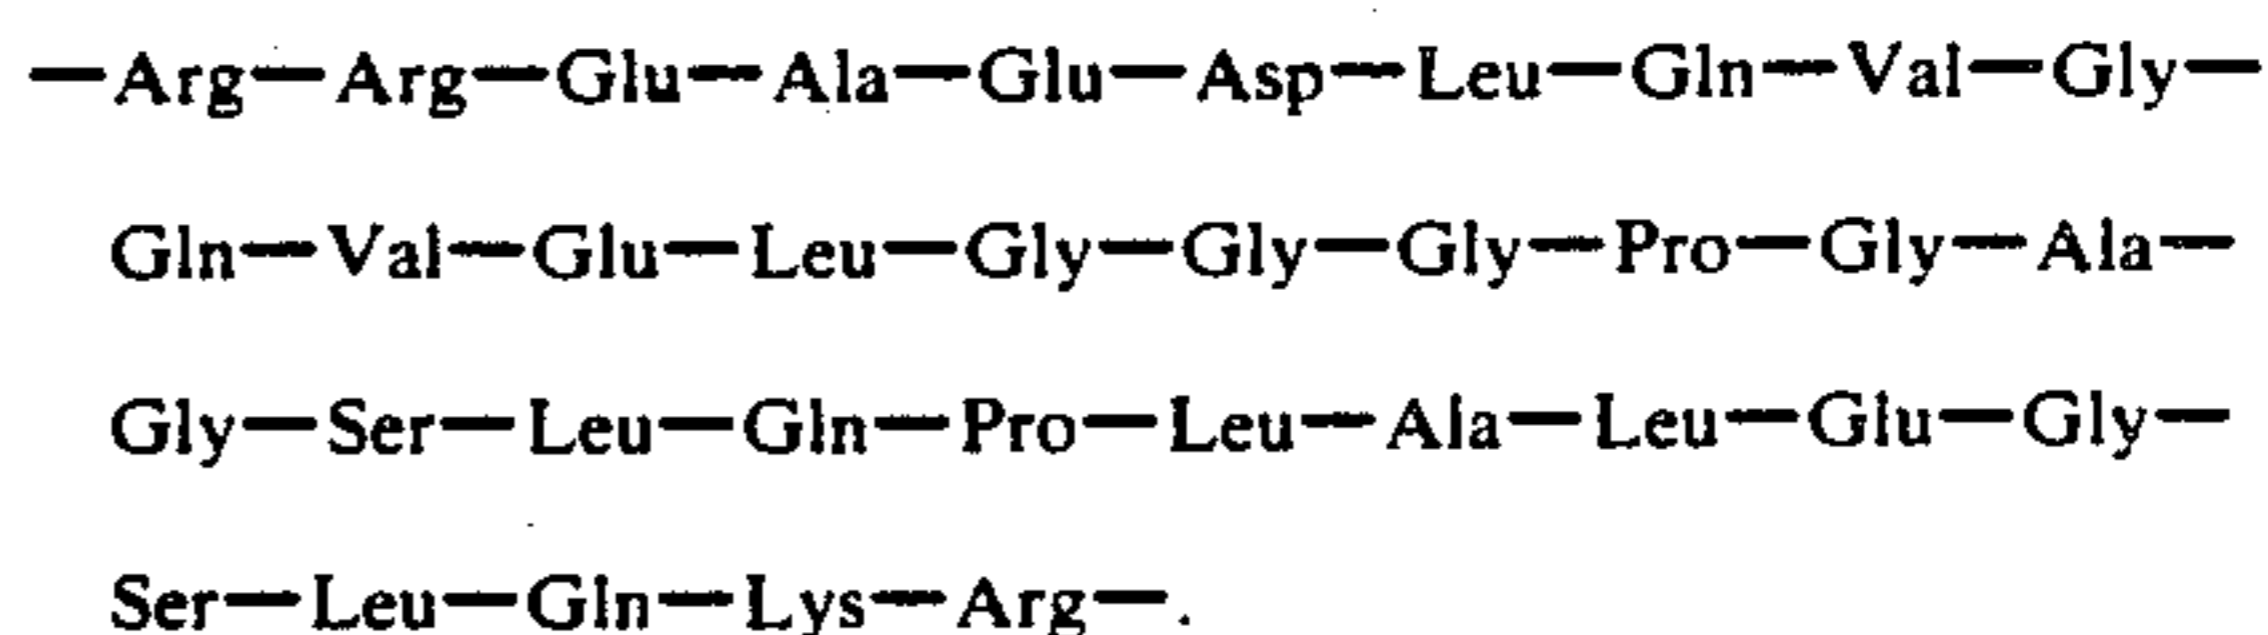 —Arg—Arg—Glu—Ala—Glu—Asp—Leu—Gln—Val—Gly—
Gln—Val—Glu—Leu—Gly—Gly—Gly—Pro—Gly—Ala—
Gly—Ser—Leu—Gln—Pro—Leu—Ala—Leu—Glu—Gly—
Ser—Leu—Gln—Lys—Arg—.